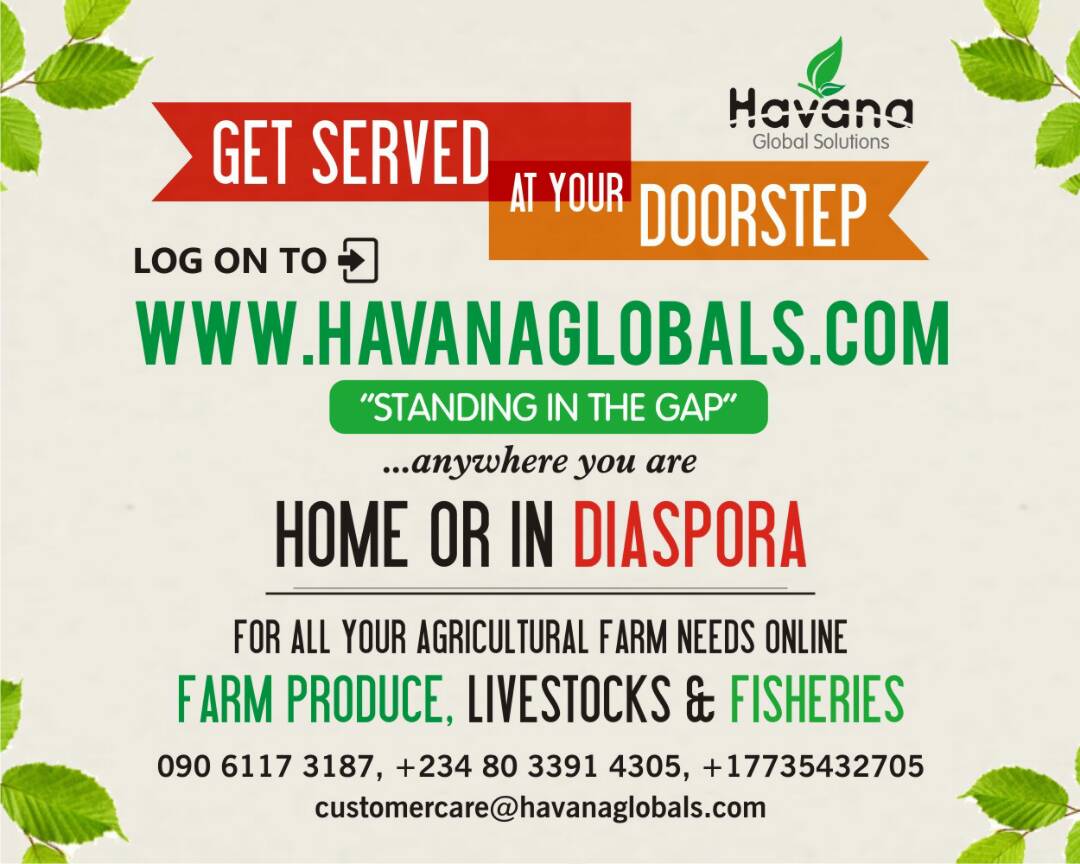 Havana
Global Solutions
GET SERVED
AT YOUR
DOORSTEP
LOG ON TO
WWW.HAVANAGLOBALS.COM
"STANDING IN THE GAP"
...anywhere you are
HOME OR IN DIASPORA
FOR ALL YOUR AGRICULTURAL FARM NEEDS ONLINE
FARM PRODUCE, LIVESTOCKS & FISHERIES
090 6117 3187, +234 80 3391 4305, +17735432705
customercare@havanaglobals.com